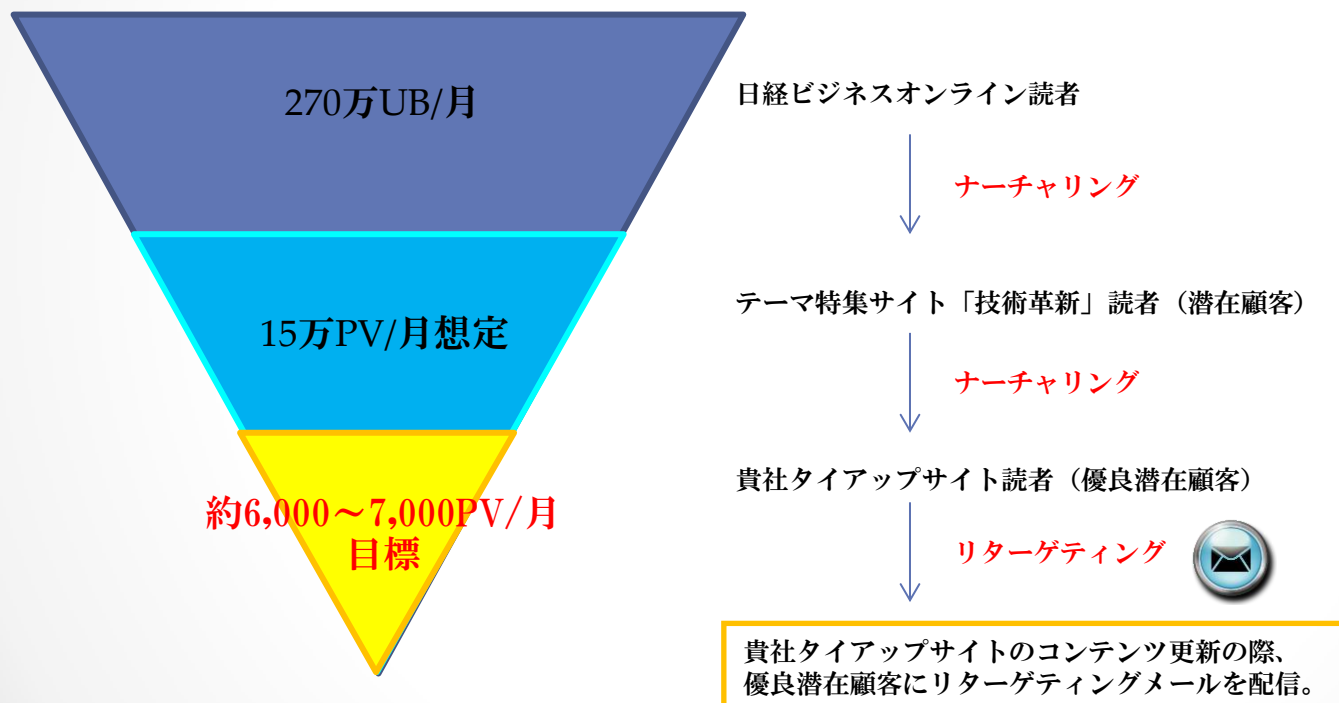 270万UB/月
日経ビジネスオンライン読者
ナーチャリング
15万PV/月想定
テーマ特集サイト「技術革新」読者（潜在顧客）
ナーチャリング
約6,000～7,000PV/月
目標
貴社タイアップサイト読者（優良潜在顧客）
リターゲティング
貴社タイアップサイトのコンテンツ更新の際、
優良潜在顧客にリターゲティングメールを配信。